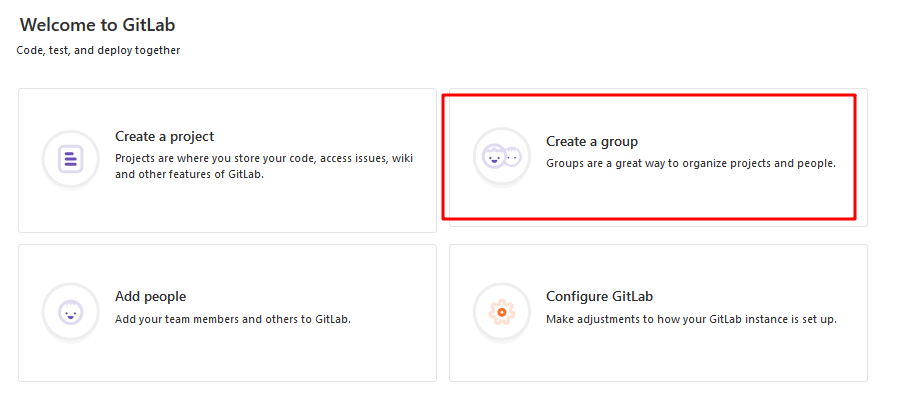 Welcome to GitLab
Code, test, and deploy together
Create a project
Projects are where you store your code, access issues, wiki
and other features of GitLab.
Create a group
Groups are a great way to organize projects and people.
Add people
Add your team members and others to GitLab.
Configure GitLab
Make adjustments to how your GitLab instance is set up.